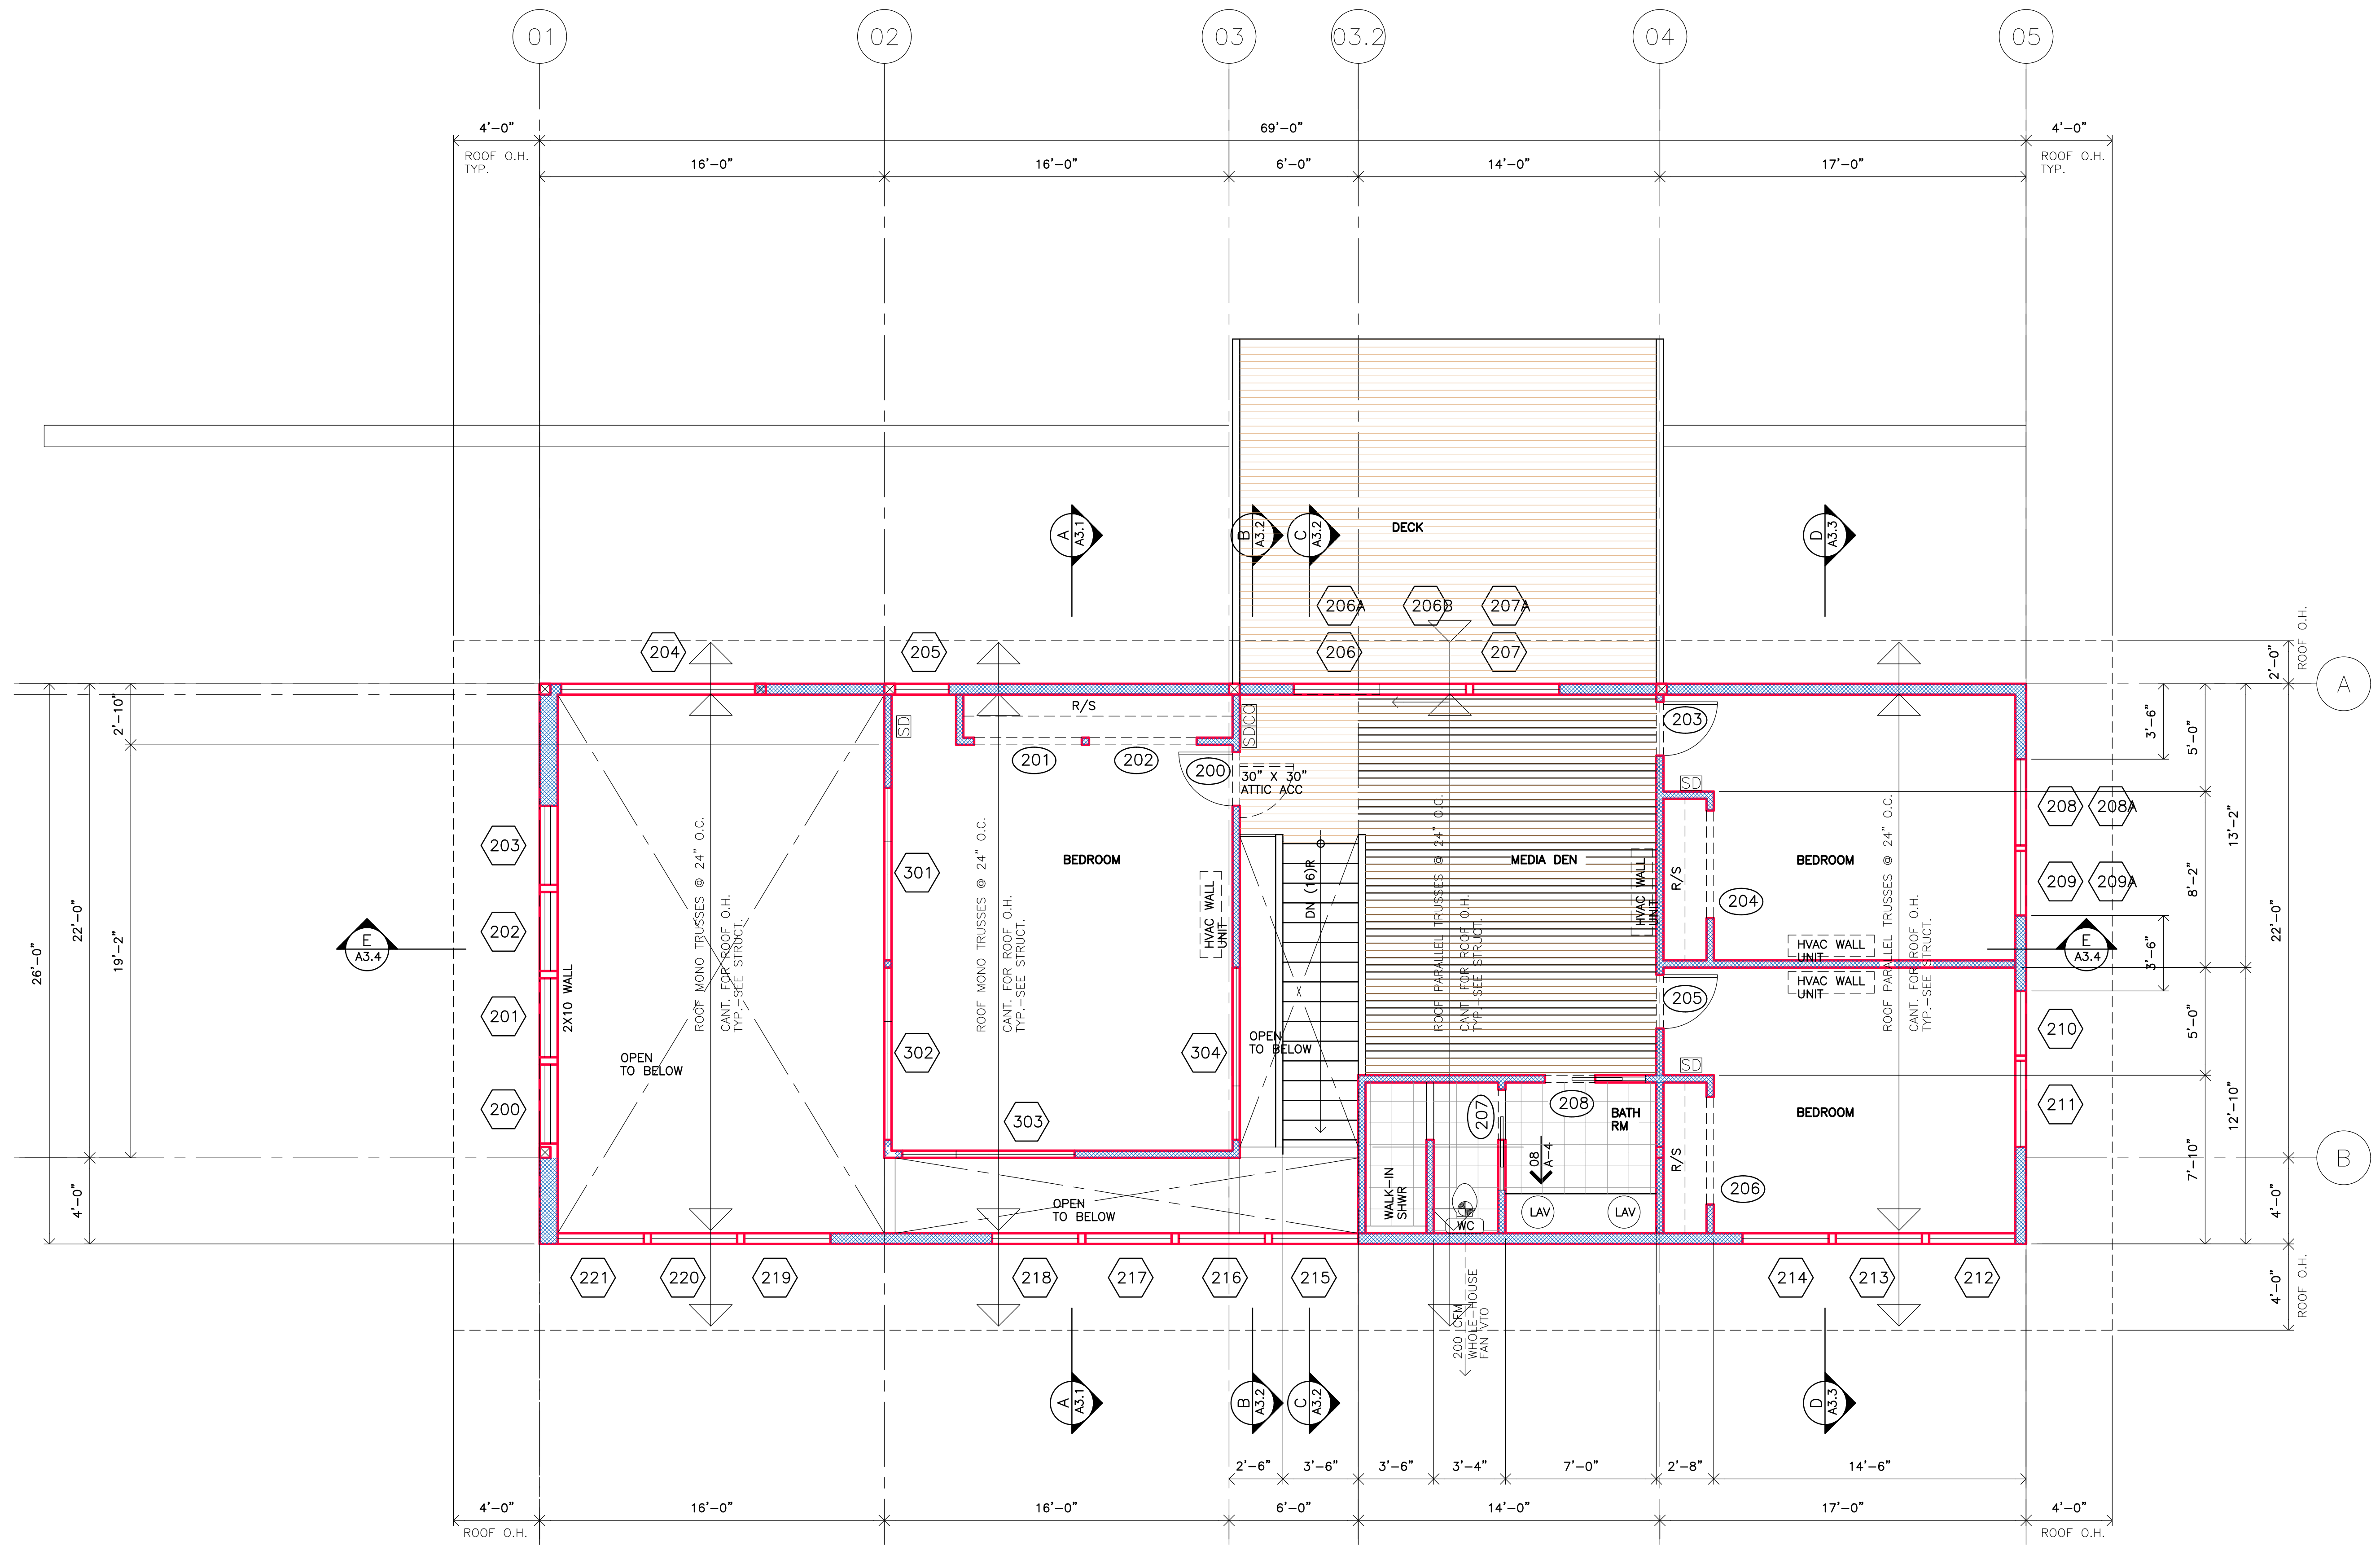 01
02
03
03.2
04
05
4'-0"
69'-0"
4'-0"
ROOF O.H.
TYP.
ROOF O.H.
TYP.
16'-0"
16'-0"
6'-0"
14'-0"
17'-0"
DECK
A
A3.1
B
A3.2
C
A3.2
D
A3.3
206A
206B
207A
204
205
206
207
2'-0"
ROOF O.H.
A
26'-0"
22'-0"
2'-10"
19'-2"
4'-0"
SD
R/S
SD
CO
201
202
200
203
30" X 30"
ATTIC ACC
SD
203
202
201
200
E
A3.4
2X10 WALL
OPEN
TO BELOW
ROOF MONO TRUSSES @ 24" O.C.
CANT. FOR ROOF O.H.
TYP.-SEE STRUCT.
301
302
303
304
BEDROOM
ROOF MONO TRUSSES @ 24" O.C.
CANT. FOR ROOF O.H.
TYP.-SEE STRUCT.
HVAC WALL
UNIT
OPEN
TO BELOW
DN (16)R
MEDIA DEN
ROOF PARALLEL TRUSSES @ 24" O.C.
CANT. FOR ROOF O.H.
TYP.-SEE STRUCT.
HVAC WALL
UNIT
R/S
204
BEDROOM
HVAC WALL
UNIT
HVAC WALL
UNIT
ROOF PARALLEL TRUSSES @ 24" O.C.
CANT. FOR ROOF O.H.
TYP.-SEE STRUCT.
205
SD
208
208A
209
209A
E
A3.4
210
211
3'-6"
3'-6"
5'-0"
8'-2"
5'-0"
7'-10"
13'-2"
12'-10"
22'-0"
4'-0"
4'-0"
ROOF O.H.
B
OPEN
TO BELOW
WALK-IN
SHWR
207
208
BATH
RM
08
A-4
WC
LAV
LAV
R/S
206
BEDROOM
221
220
219
218
217
216
215
214
213
212
200 CFM
WHOLE-HOUSE
FAN VTO
A
A3.1
B
A3.2
C
A3.2
D
A3.3
2'-6"
3'-6"
3'-6"
3'-4"
7'-0"
2'-8"
14'-6"
4'-0"
16'-0"
16'-0"
6'-0"
14'-0"
17'-0"
4'-0"
ROOF O.H.
ROOF O.H.